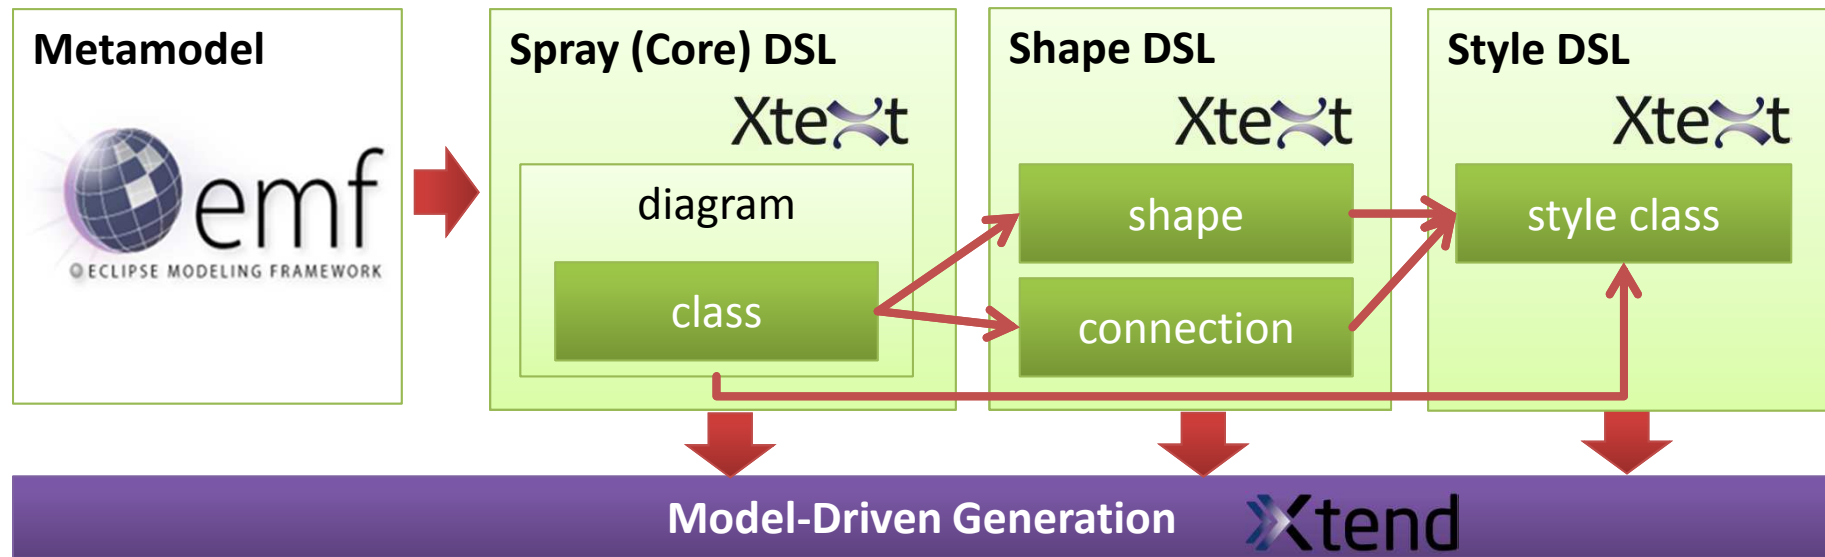 Metamodel
emf
ECLIPSE MODELING FRAMEWORK
Spray (Core) DSL
Xtext
diagram
class
Shape DSL
Xtext
shape
connection
Style DSL
Xtext
style class
Model-Driven Generation Xtend